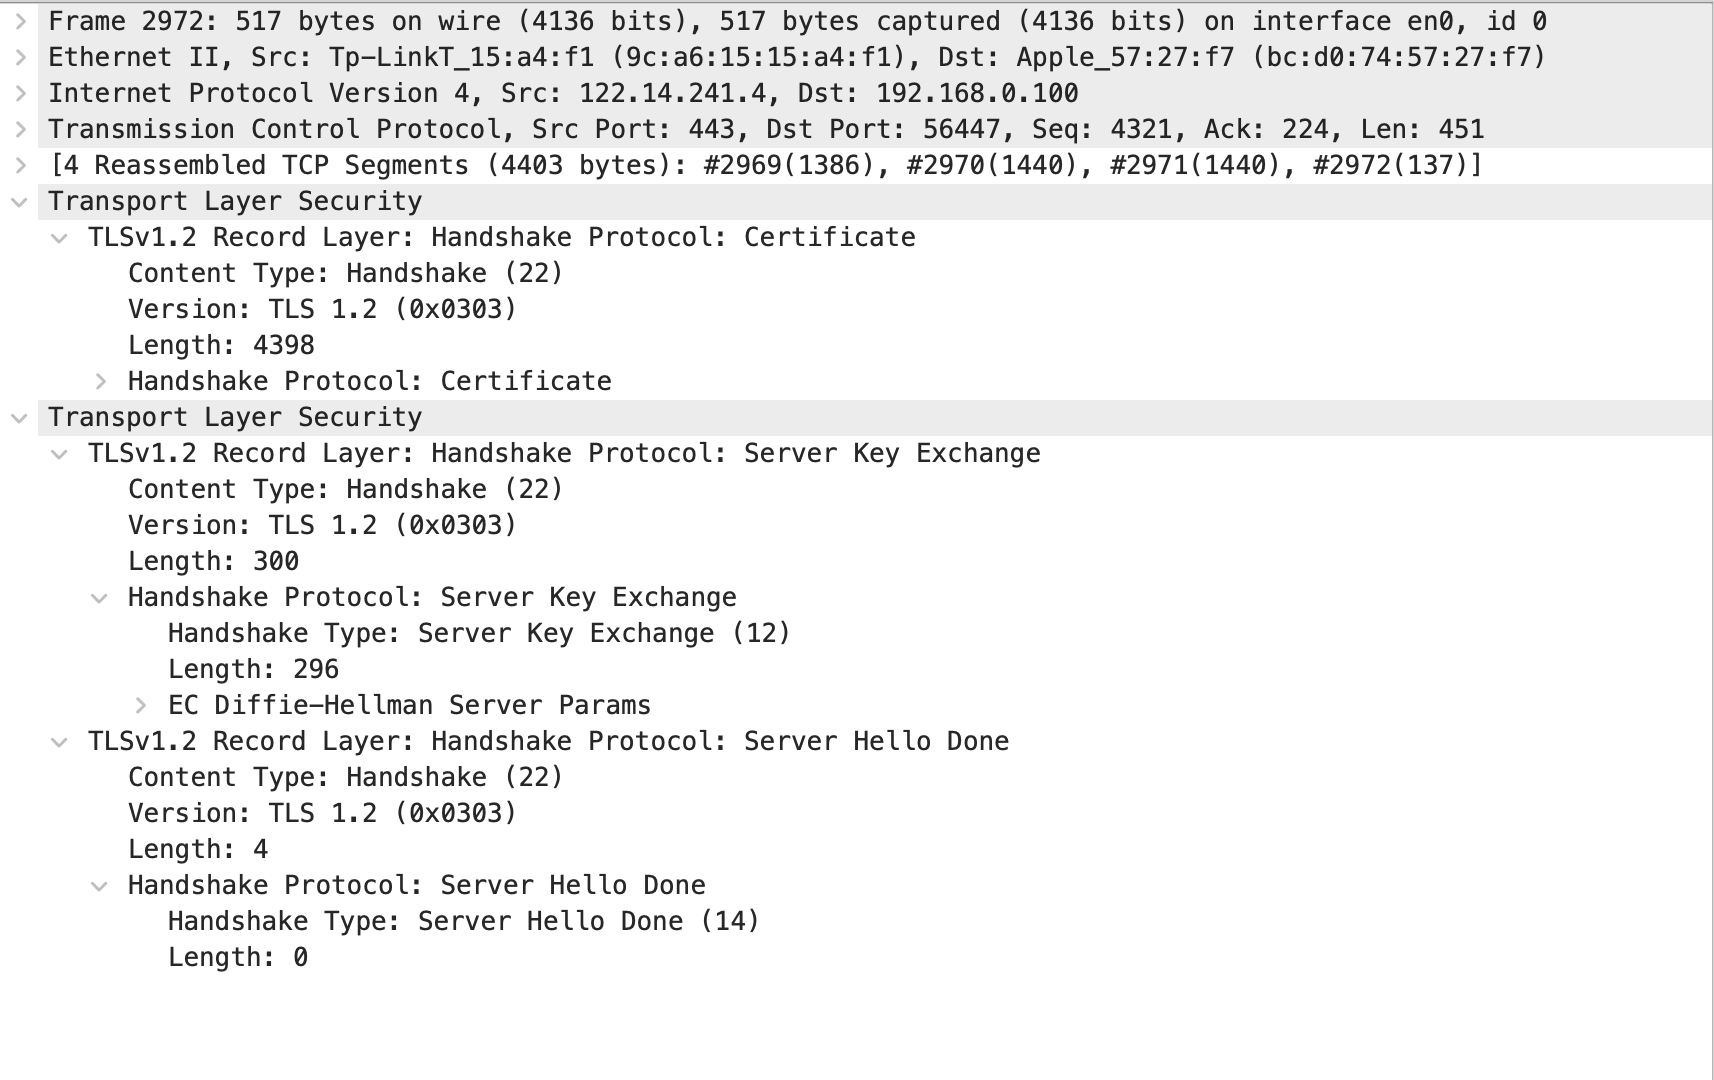 Frame 2972: 517 bytes on wire (4136 bits), 517 bytes captured (4136 bits) on interface en0, id 0
Ethernet II, Src: Tp-LinkT_15:a4:f1 (9c:a6:15:15:a4:f1), Dst: Apple_57:27:f7 (bc:d0:74:57:27:f7)
Internet Protocol Version 4, Src: 122.14.241.4, Dst: 192.168.0.100
Transmission Control Protocol, Src Port: 443, Dst Port: 56447, Seq: 4321, Ack: 224, Len: 451
[4 Reassembled TCP Segments (4403 bytes): #2969(1386), #2970(1440), #2971(1440), #2972(137)]
Transport Layer Security
TLSv1.2 Record Layer: Handshake Protocol: Certificate
Content Type: Handshake (22)
Version: TLS 1.2 (0x0303)
Length: 4398
Handshake Protocol: Certificate
Transport Layer Security
TLSv1.2 Record Layer: Handshake Protocol: Server Key Exchange
Content Type: Handshake (22)
Version: TLS 1.2 (0x0303)
Length: 300
Handshake Protocol: Server Key Exchange
Handshake Type: Server Key Exchange (12)
Length: 296
EC Diffie-Hellman Server Params
TLSv1.2 Record Layer: Handshake Protocol: Server Hello Done
Content Type: Handshake (22)
Version: TLS 1.2 (0x0303)
Length: 4
Handshake Protocol: Server Hello Done
Handshake Type: Server Hello Done (14)
Length: 0